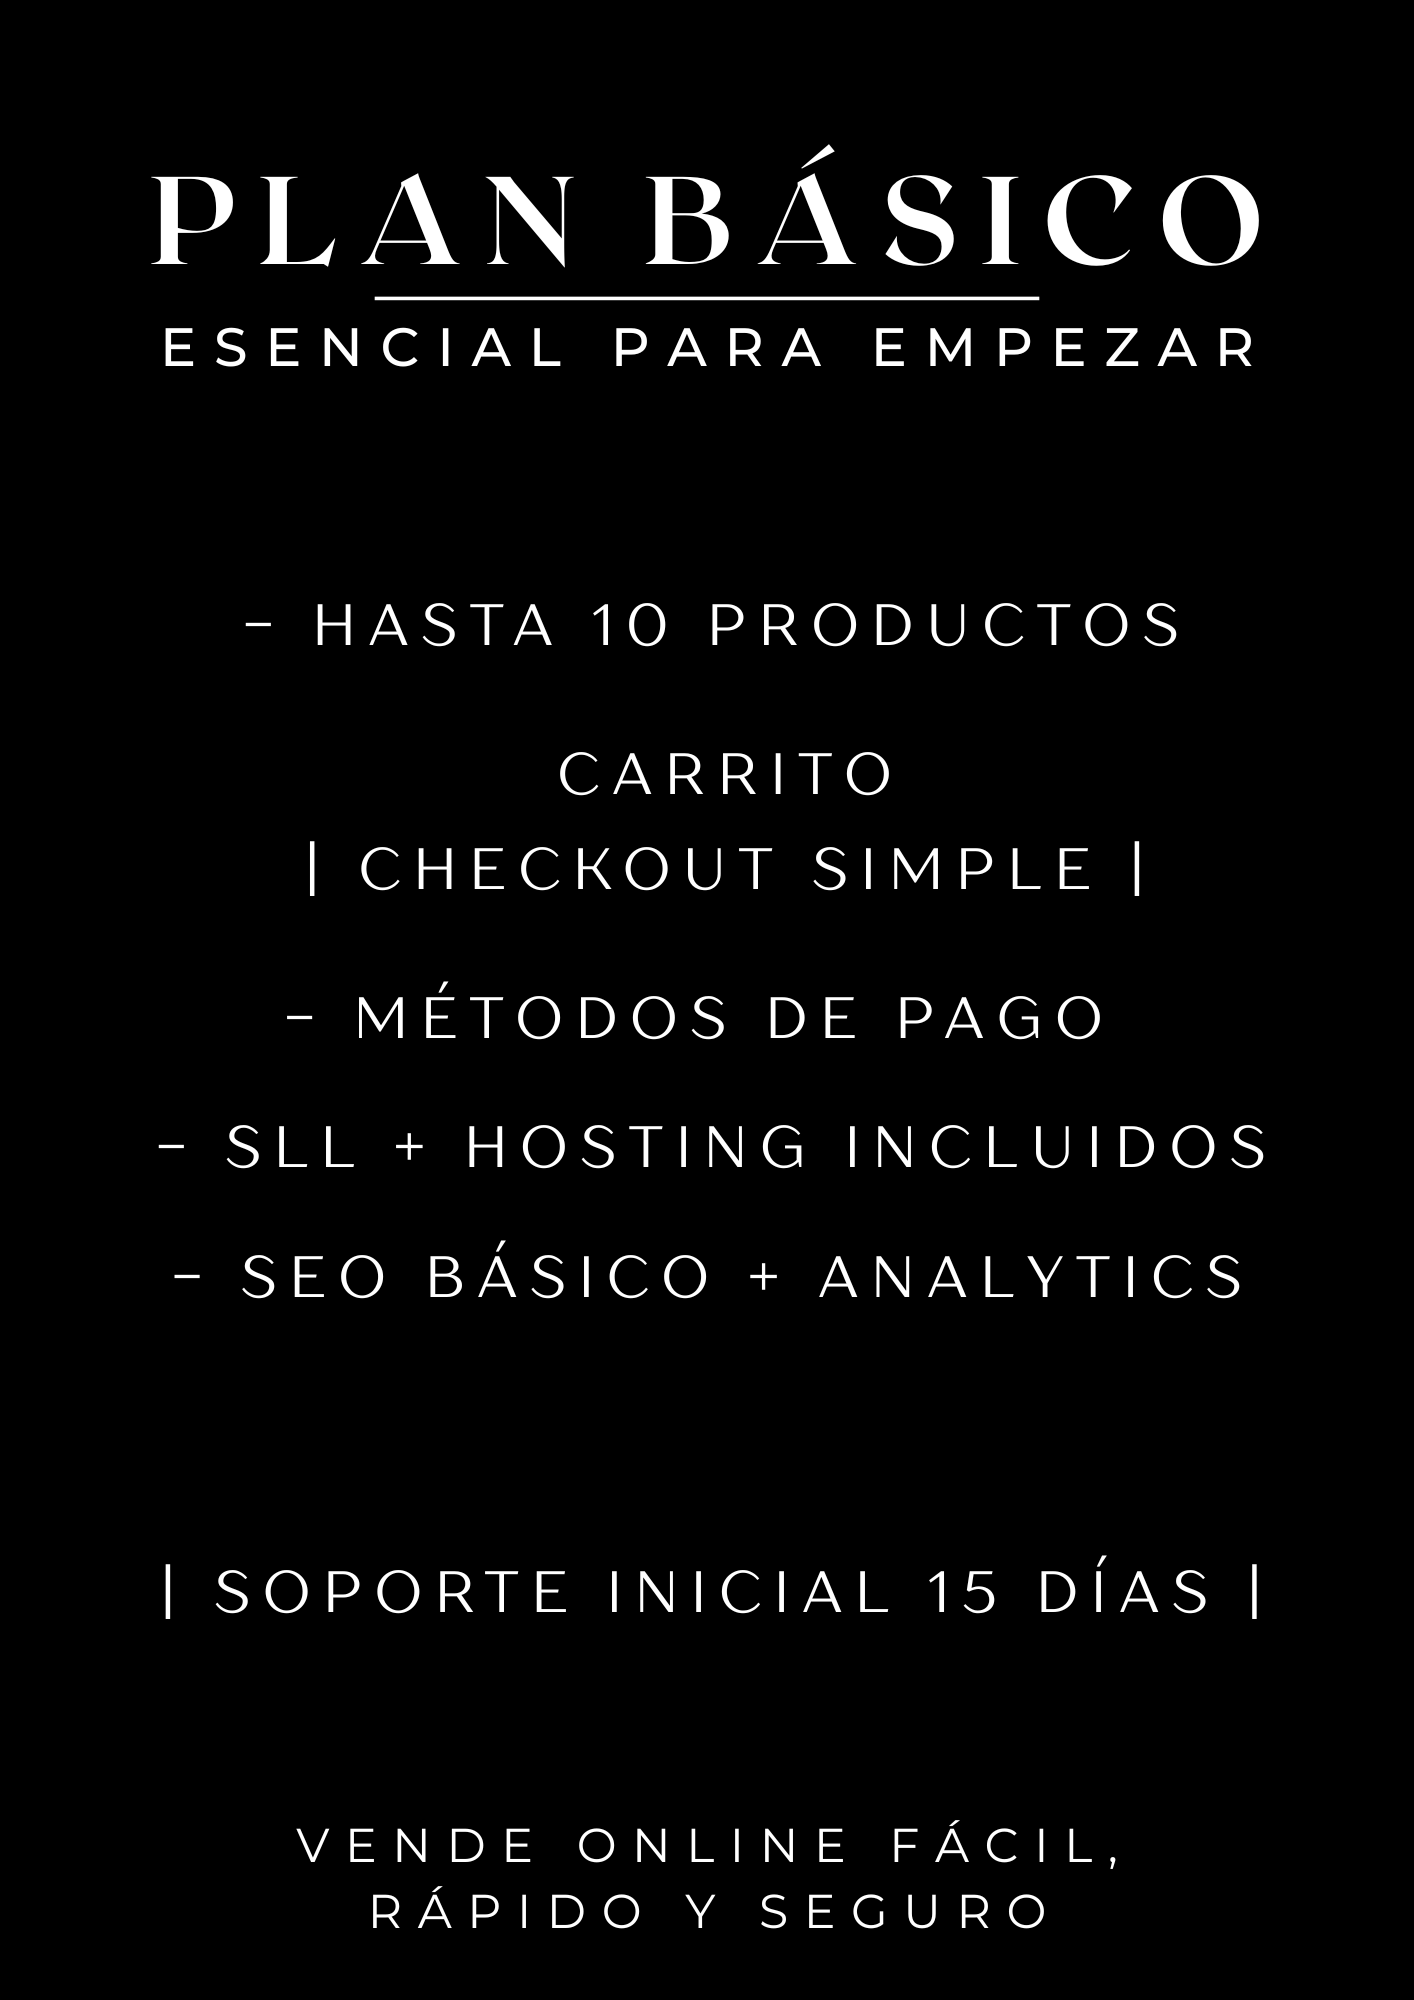 PLAN BÁSICO
ESENCIAL PARA EMPEZAR
- HASTA 10 PRODUCTOS
CARRITO
| CHECKOUT SIMPLE |
- MÉTODOS DE PAGO
- SLL + HOSTING INCLUIDOS
- SEO BÁSICO + ANALYTICS
| SOPORTE INICIAL 15 DÍAS |
VENDE ONLINE FÁCIL,
RÁPIDO Y SEGURO